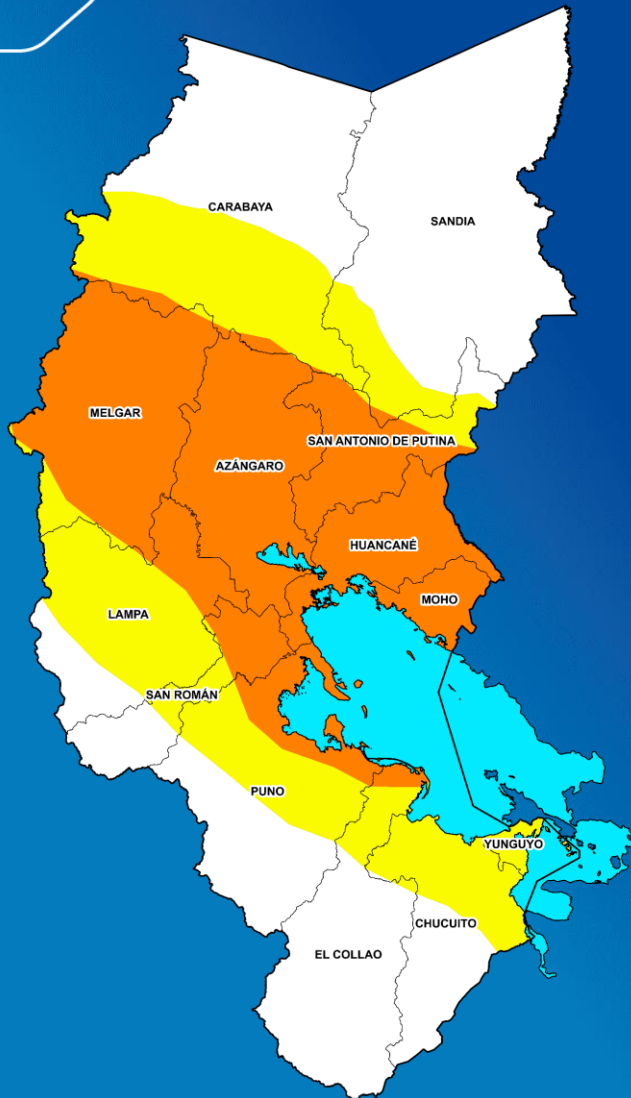 CARABAYA
SANDIA
MELGAR
SAN ANTONIO DE PUTINA
AZÁNGARO
HUANCANÉ
MOHO
LAMPA
SAN ROMÁN
PUNO
YUNGUYO
CHUCUITO
EL COLLAO